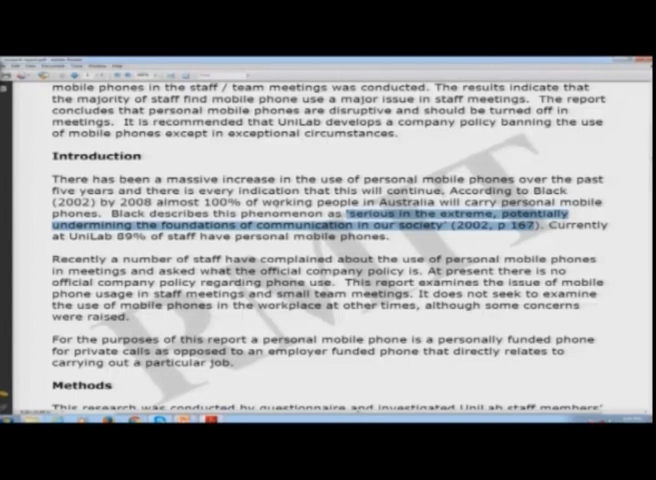 mobile phones in the staff / team meetings was conducted. The results indicate that
the majority of staff find mobile phone use a major issue in staff meetings. The report
concludes that personal mobile phones are disruptive and should be turned off in
meetings. It is recommended that UniLab develops a company policy banning the use
of mobile phones except in exceptional circumstances.
Introduction
There has been a massive increase in the use of personal mobile phones over the past
five years and there is every indication that this will continue. According to Black
(2002) by 2008 almost 100% of working people in Australia will carry personal mobile
phones. Black describes this phenomenon as 'serious in the extreme, potentially
undermining the foundations of communication in our society' (2002, p 167). Currently
at UniLab 89% of staff have personal mobile phones.
Recently a number of staff have complained about the use of personal mobile phones
in meetings and asked what the official company policy is. At present there is no
official company policy regarding phone use. This report examines the issue of mobile
phone usage in staff meetings and small team meetings. It does not seek to examine
the use of mobile phones in the workplace at other times, although some concerns
were raised.
For the purposes of this report a personal mobile phone is a personally funded phone
for private calls as opposed to an employer funded phone that directly relates to
carrying out a particular job.
Methods
This research was conducted by questionnaire and investigated UniLab staff members'
RMIT